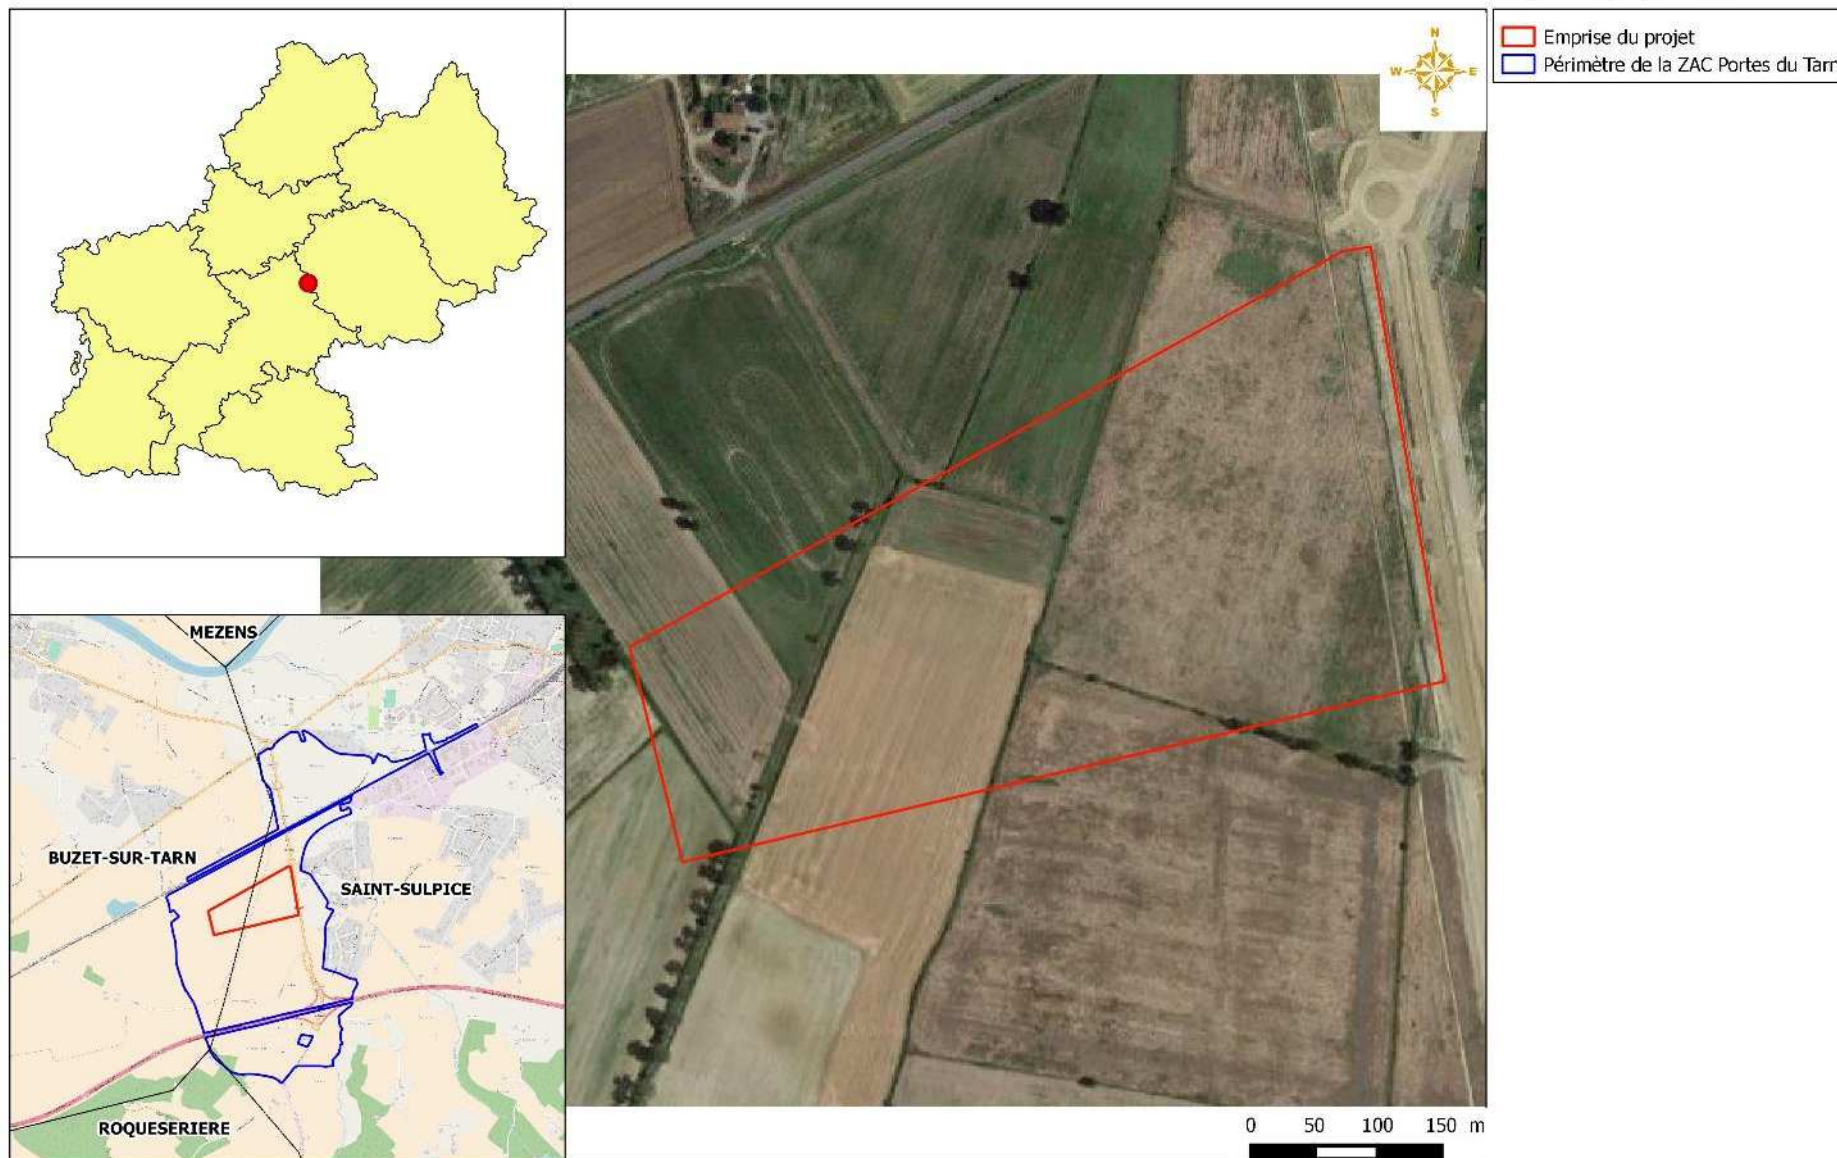 N
W E
S
Emprise du projet
Périmètre de la ZAC Portes du Tarn
MEZENS
BUZET-SUR-TARN
SAINT-SULPICE
ROQUESERIERE
0 50 100 150 m